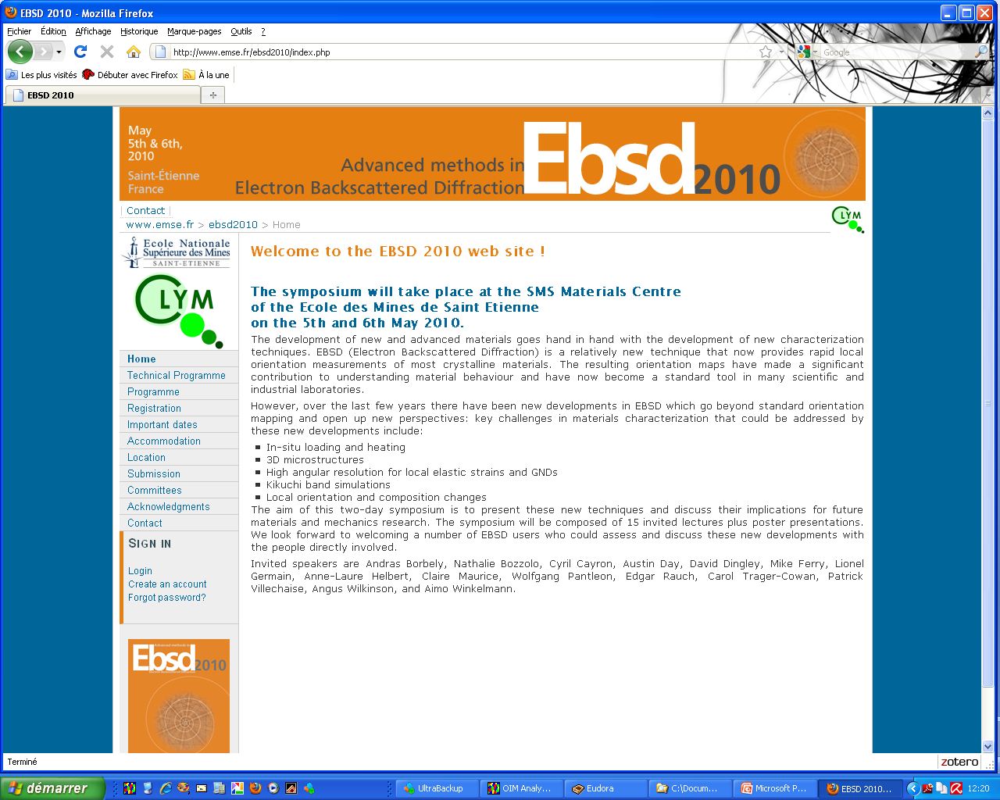 EBSD 2010 - Mozilla Firefox
Fichier Édition Affichage Historique Marque-pages Outils ?
http://www.emse.fr/ebsd2010/index.php
Google
Les plus visités Débuter avec Firefox À la une
EBSD 2010
May
5th & 6th,
2010
Saint-Étienne
France
Advanced methods in
Electron Backscattered Diffraction
Ebsd 2010
Contact
www.emse.fr > ebsd2010 > Home
CLYM
Ecole Nationale
Supérieure des Mines
SAINT-ETIENNE
CLYM
Home
Technical Programme
Programme
Registration
Important dates
Accommodation
Location
Submission
Committees
Acknowledgments
Contact
SIGN IN
Login
Create an account
Forgot password?
Advanced methods in
Ebsd 2010
Electron Backscattered Diffraction
Welcome to the EBSD 2010 web site !
The symposium will take place at the SMS Materials Centre
of the Ecole des Mines de Saint Etienne
on the 5th and 6th May 2010.
The development of new and advanced materials goes hand in hand with the development of new characterization
techniques. EBSD (Electron Backscattered Diffraction) is a relatively new technique that now provides rapid local
orientation measurements of most crystalline materials. The resulting orientation maps have made a significant
contribution to understanding material behaviour and have now become a standard tool in many scientific and
industrial laboratories.
However, over the last few years there have been new developments in EBSD which go beyond standard orientation
mapping and open up new perspectives: key challenges in materials characterization that could be addressed by
these new developments include:
In-situ loading and heating
3D microstructures
High angular resolution for local elastic strains and GNDs
Kikuchi band simulations
Local orientation and composition changes
The aim of this two-day symposium is to present these new techniques and discuss their implications for future
materials and mechanics research. The symposium will be composed of 15 invited lectures plus poster presentations.
We look forward to welcoming a number of EBSD users who could assess and discuss these new developments with
the people directly involved.
Invited speakers are Andras Borbely, Nathalie Bozzolo, Cyril Cayron, Austin Day, David Dingley, Mike Ferry, Lionel
Germain, Anne-Laure Helbert, Claire Maurice, Wolfgang Pantleon, Edgar Rauch, Carol Trager-Cowan, Patrick
Villechaise, Angus Wilkinson, and Aimo Winkelmann.
Terminé
zotero
démarrer
UltraBackup
OIM Analy...
Eudora
C:\Docum...
Microsoft P...
EBSD 2010...
12:20